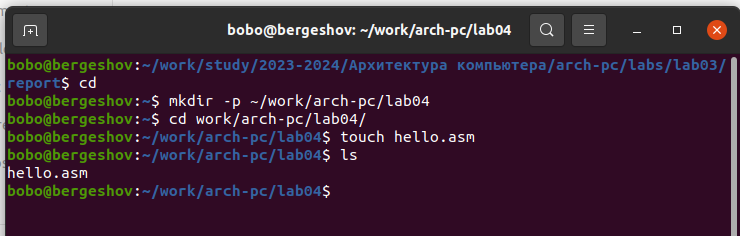 bobo@bergeshov: ~/work/arch-pc/lab04
bobo@bergeshov:~/work/study/2023-2024/Архитектура компьютера/arch-pc/labs/lab03/
report$ cd
bobo@bergeshov:~$ mkdir -p ~/work/arch-pc/lab04
bobo@bergeshov:~$ cd work/arch-pc/lab04/
bobo@bergeshov:~/work/arch-pc/lab04$ touch hello.asm
bobo@bergeshov:~/work/arch-pc/lab04$ ls
hello.asm
bobo@bergeshov:~/work/arch-pc/lab04$